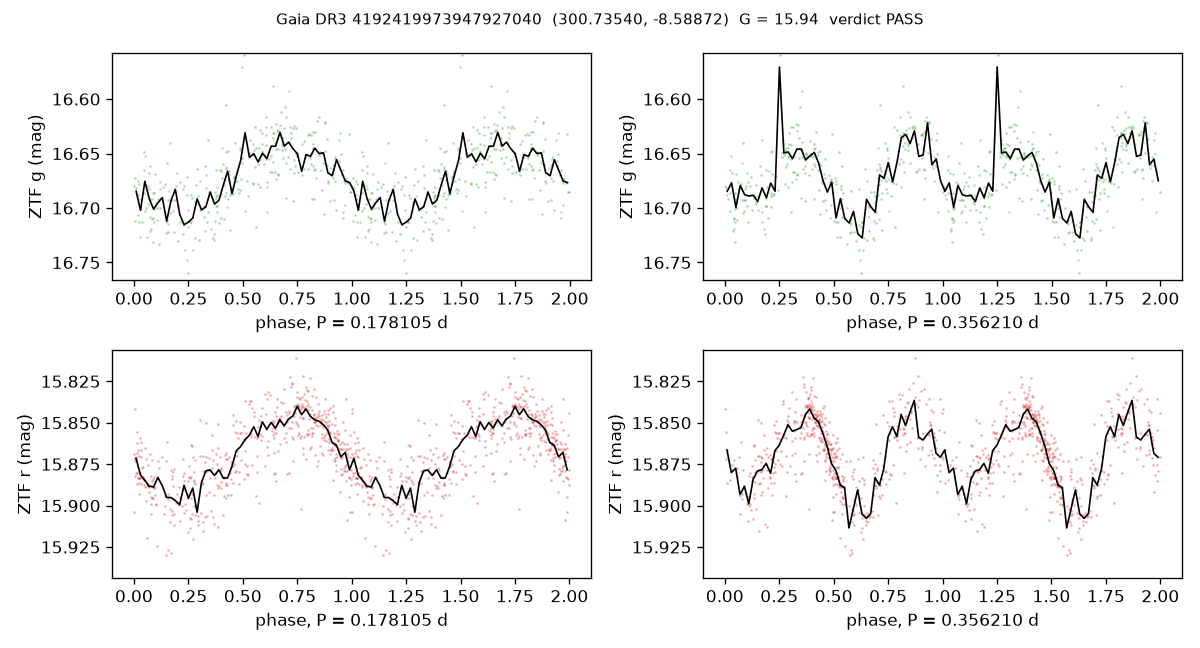 Gaia DR3 4192419973947927040 (300.73540, -8.58872) G = 15.94 verdict PASS
ZTF g (mag)
16.60
16.65
16.70
16.75
0.00 0.25 0.50 0.75 1.00 1.25 1.50 1.75 2.00
phase, P = 0.178105 d
ZTF g (mag)
16.60
16.65
16.70
16.75
0.00 0.25 0.50 0.75 1.00 1.25 1.50 1.75 2.00
phase, P = 0.356210 d
ZTF r (mag)
15.825
15.850
15.875
15.900
15.925
0.00 0.25 0.50 0.75 1.00 1.25 1.50 1.75 2.00
phase, P = 0.178105 d
ZTF r (mag)
15.825
15.850
15.875
15.900
15.925
0.00 0.25 0.50 0.75 1.00 1.25 1.50 1.75 2.00
phase, P = 0.356210 d